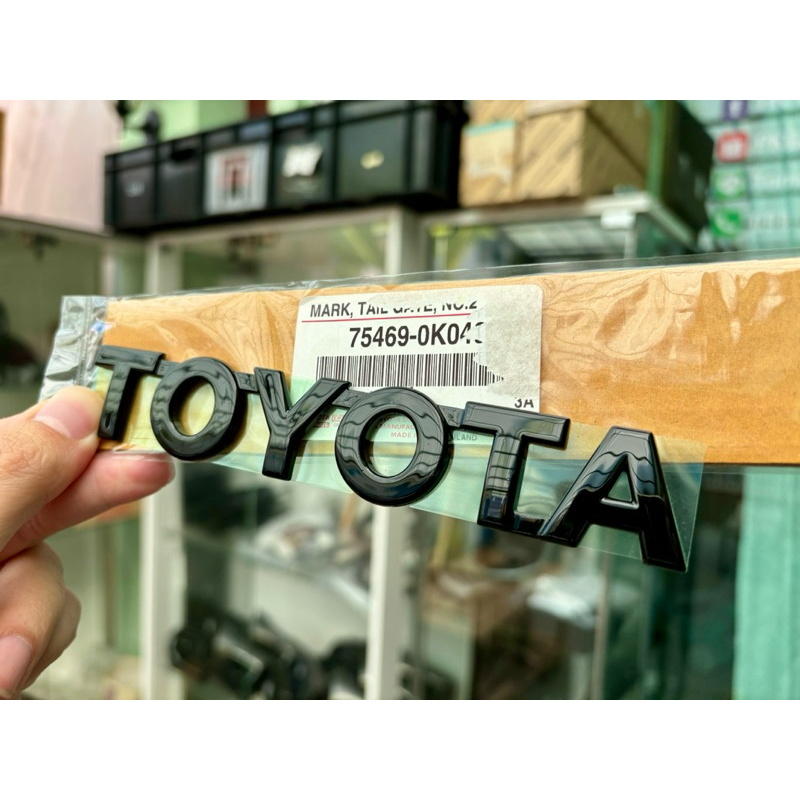 MARK, TAIL GATE, NO.2
75469-0K04
3A
MADE IN THAILAND
TOYOTA